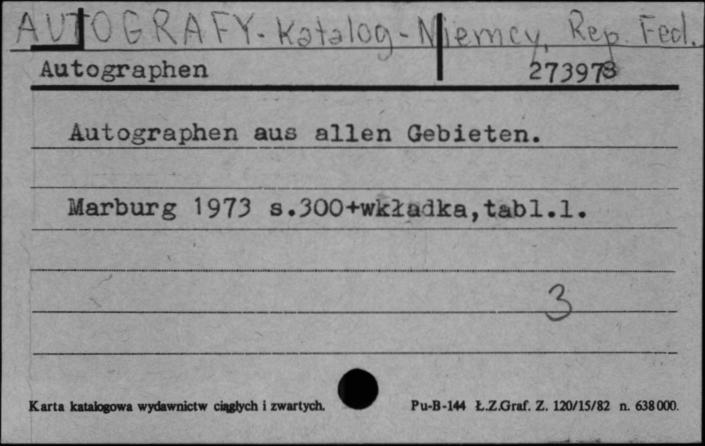 AUTOGRAFY - Katalog - Niemcy, Rep. Fed.
Autographen 273978
Autographen aus allen Gebieten.
Marburg 1973 s.300+wkładka,tabl.1.
3
Karta katalogowa wydawnictw ciągłych i zwartych. Pu-B-144 Ł.Z.Graf. Z. 120/15/82 n. 638000.